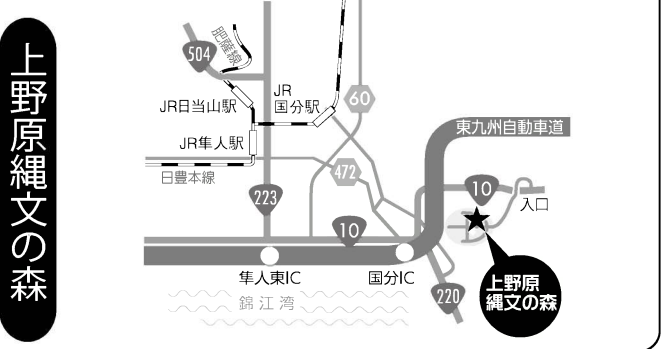 上野原縄文の森
504
肥薩線
JR
国分駅
JR日当山駅
60
JR隼人駅
東九州自動車道
日豊本線
472
10
入口
223
10
隼人東IC
国分IC
上野原
縄文の森
錦江湾
220